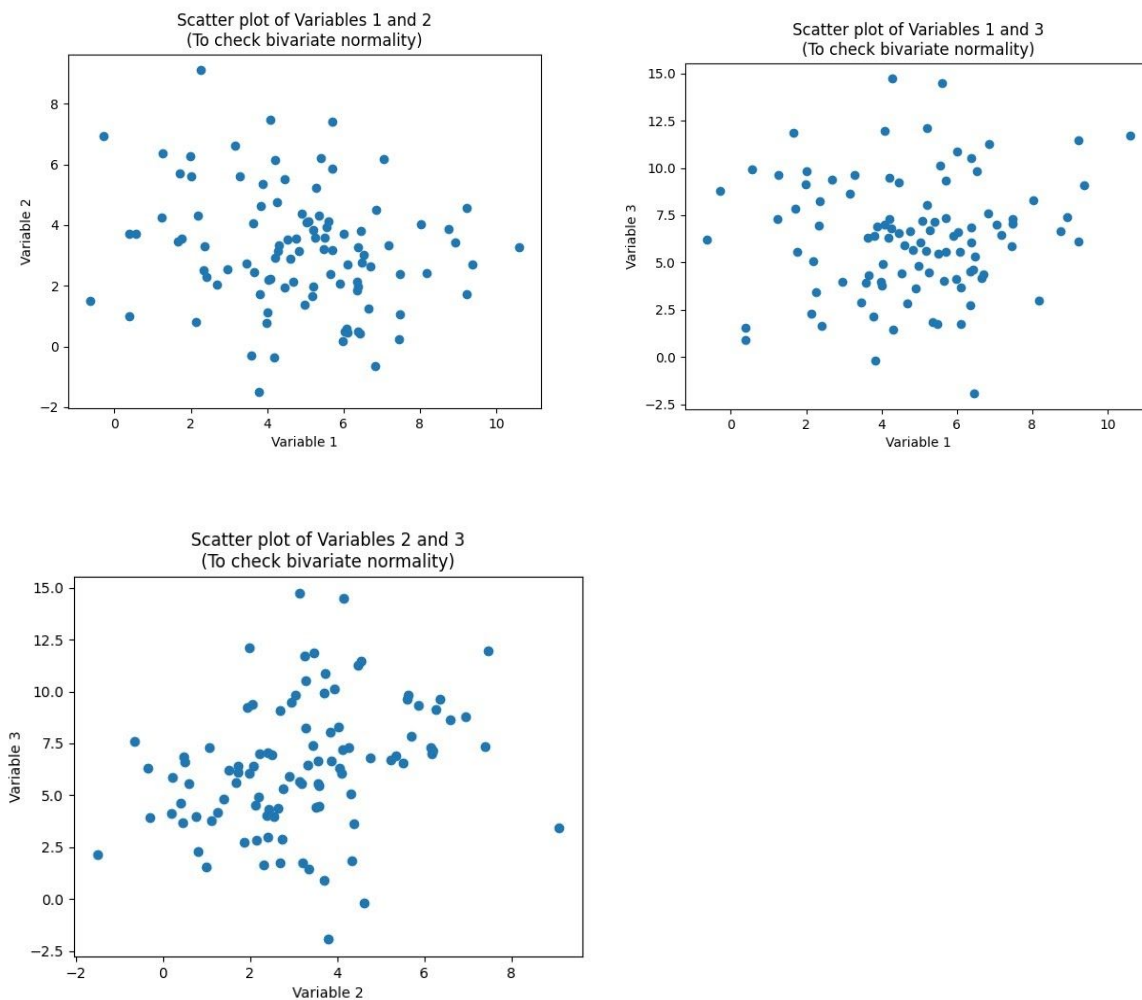 Scatter plot of Variables 1 and 2
(To check bivariate normality)
8
6
4
2
0
−2
Variable 2
0 2 4 6 8 10
Variable 1
Scatter plot of Variables 1 and 3
(To check bivariate normality)
15.0
12.5
10.0
7.5
5.0
2.5
0.0
−2.5
Variable 3
0 2 4 6 8 10
Variable 1
Scatter plot of Variables 2 and 3
(To check bivariate normality)
15.0
12.5
10.0
7.5
5.0
2.5
0.0
−2.5
Variable 3
−2 0 2 4 6 8
Variable 2